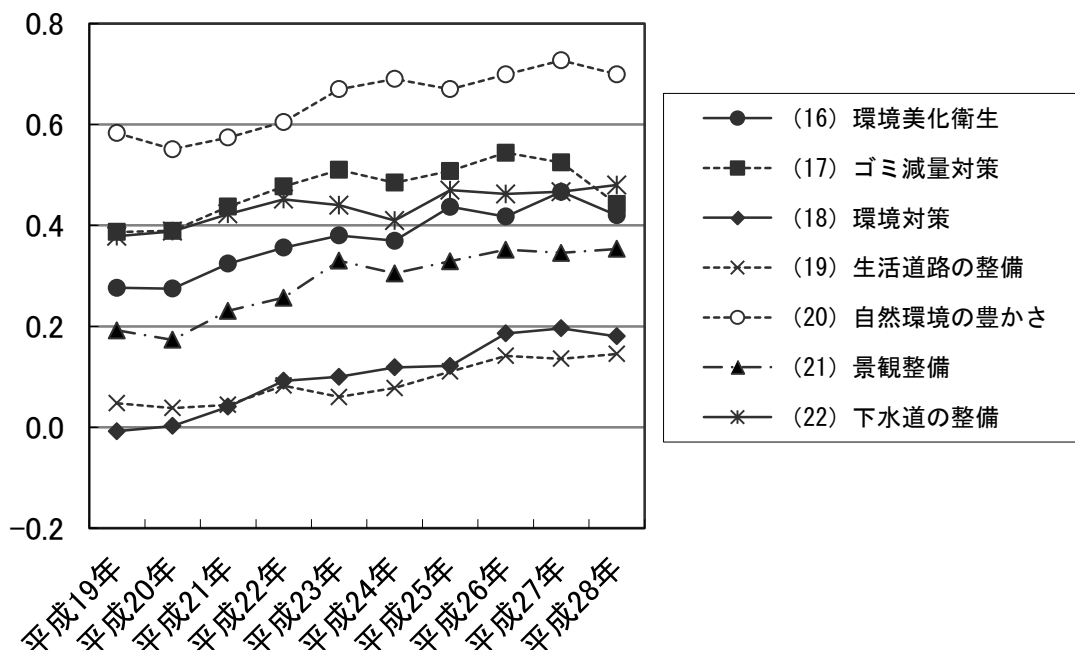 0.8
0.6
0.4
0.2
0.0
−0.2
平成19年
平成20年
平成21年
平成22年
平成23年
平成24年
平成25年
平成26年
平成27年
平成28年
（16）環境美化衛生
（17）ゴミ減量対策
（18）環境対策
（19）生活道路の整備
（20）自然環境の豊かさ
（21）景観整備
（22）下水道の整備